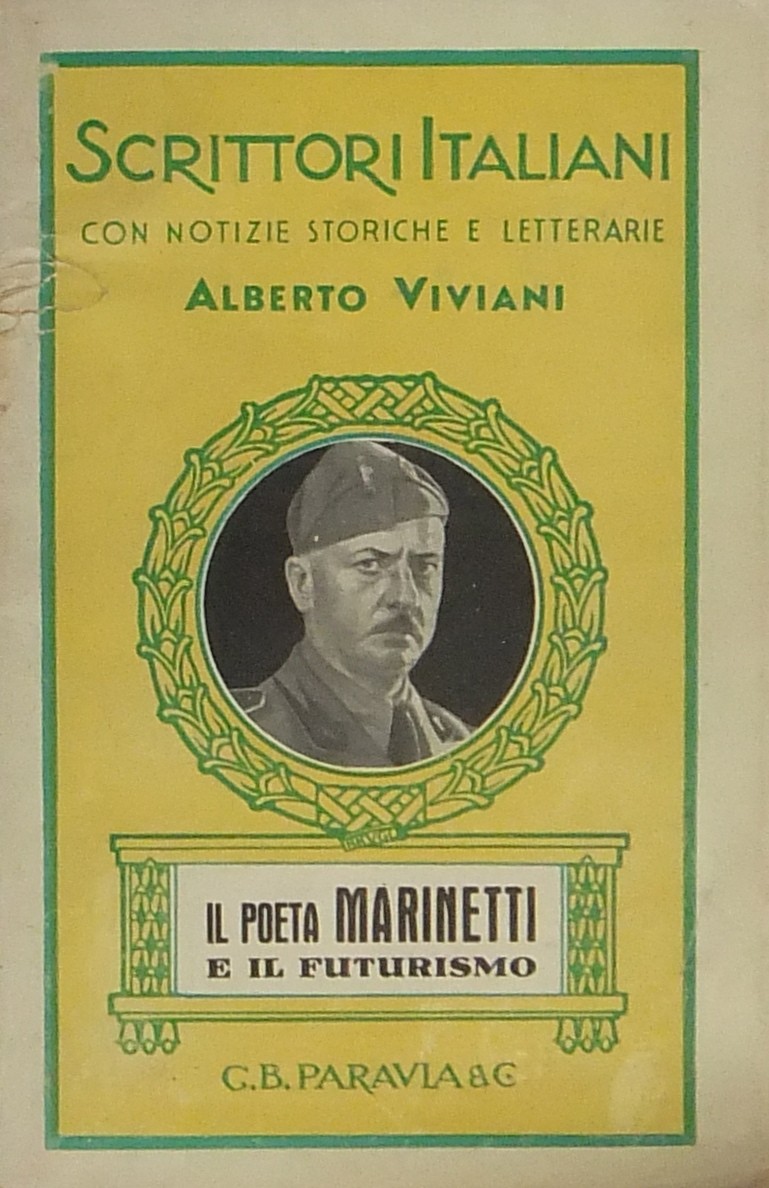 SCRITTORI ITALIANI
CON NOTIZIE STORICHE E LETTERARIE
ALBERTO VIVIANI
IL POETA MARINETTI
E IL FUTURISMO
G.B. PARAVIA & C.